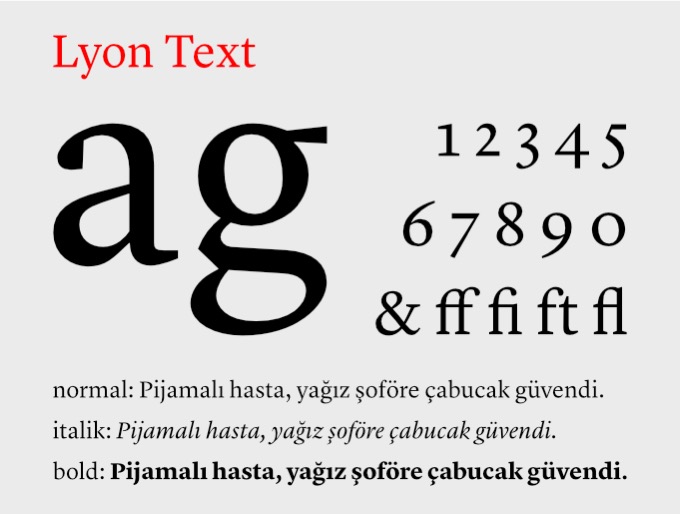 Lyon Text
ag
1 2 3 4 5
6 7 8 9 0
& ff fi ft fl
normal: Pijamalı hasta, yağız şoföre çabucak güvendi.
italik: Pijamalı hasta, yağız şoföre çabucak güvendi.
bold: Pijamalı hasta, yağız şoföre çabucak güvendi.